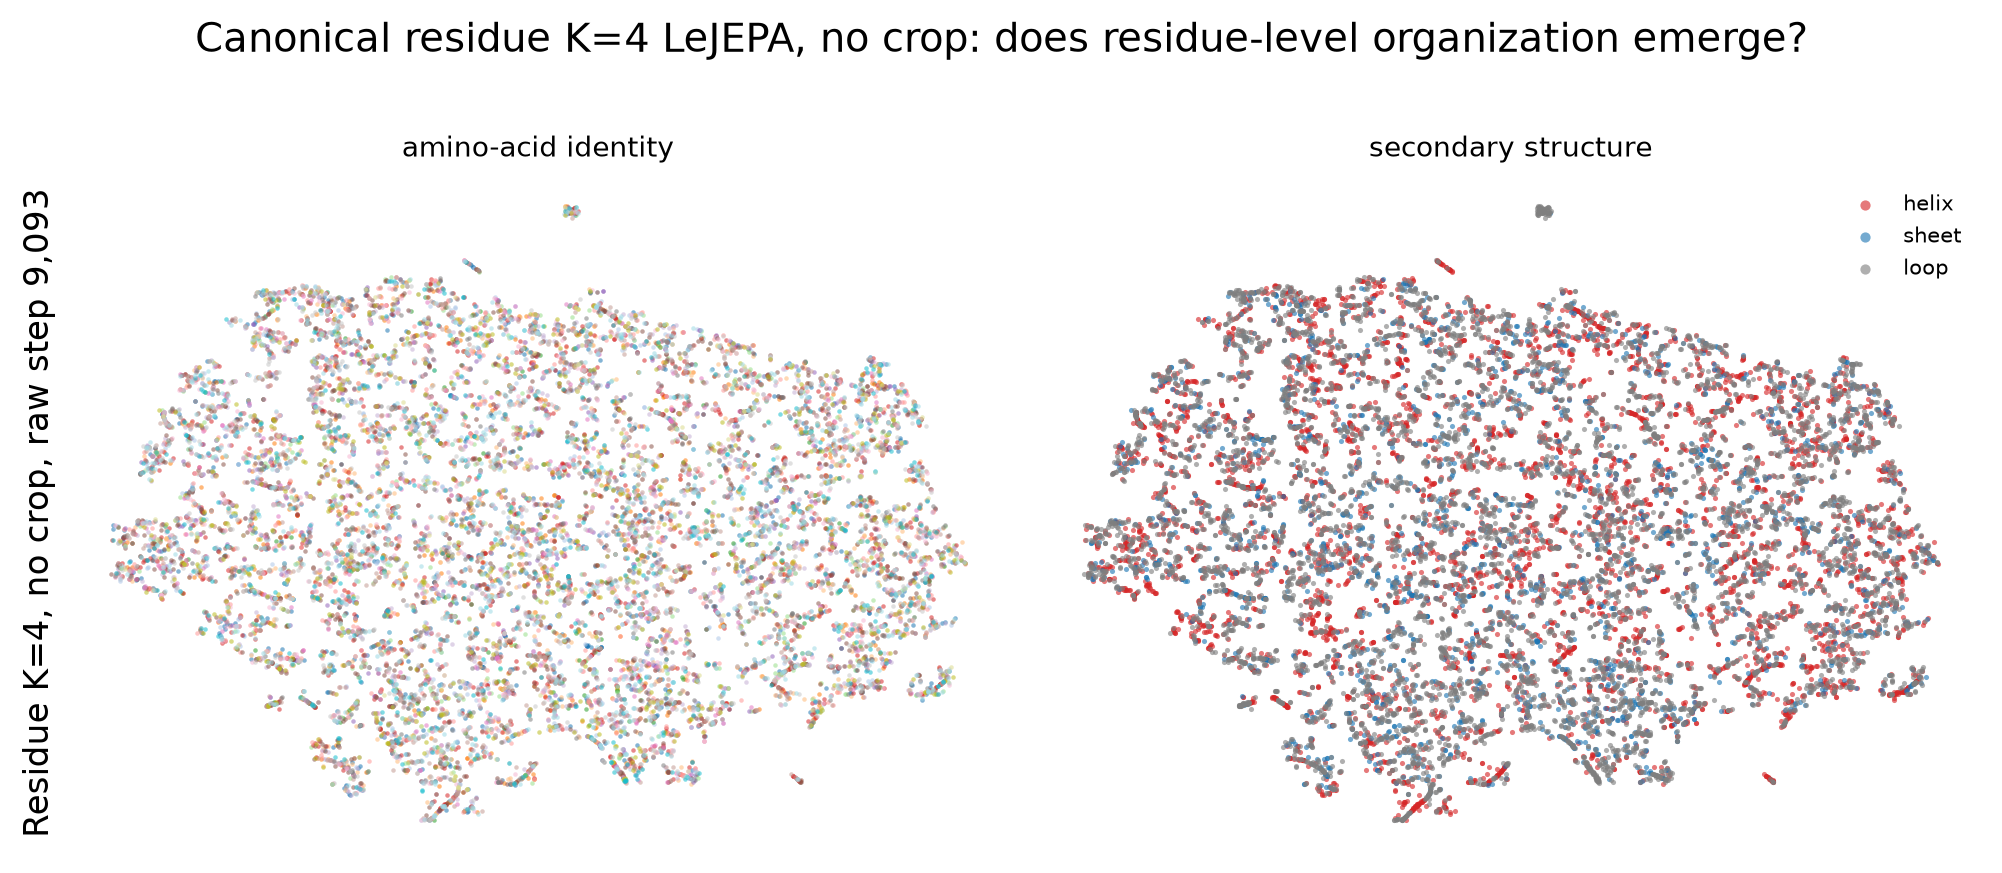 Canonical residue K=4 LeJEPA, no crop: does residue-level organization emerge?
amino-acid identity
secondary structure
Residue K=4, no crop, raw step 9,093
helix
sheet
loop